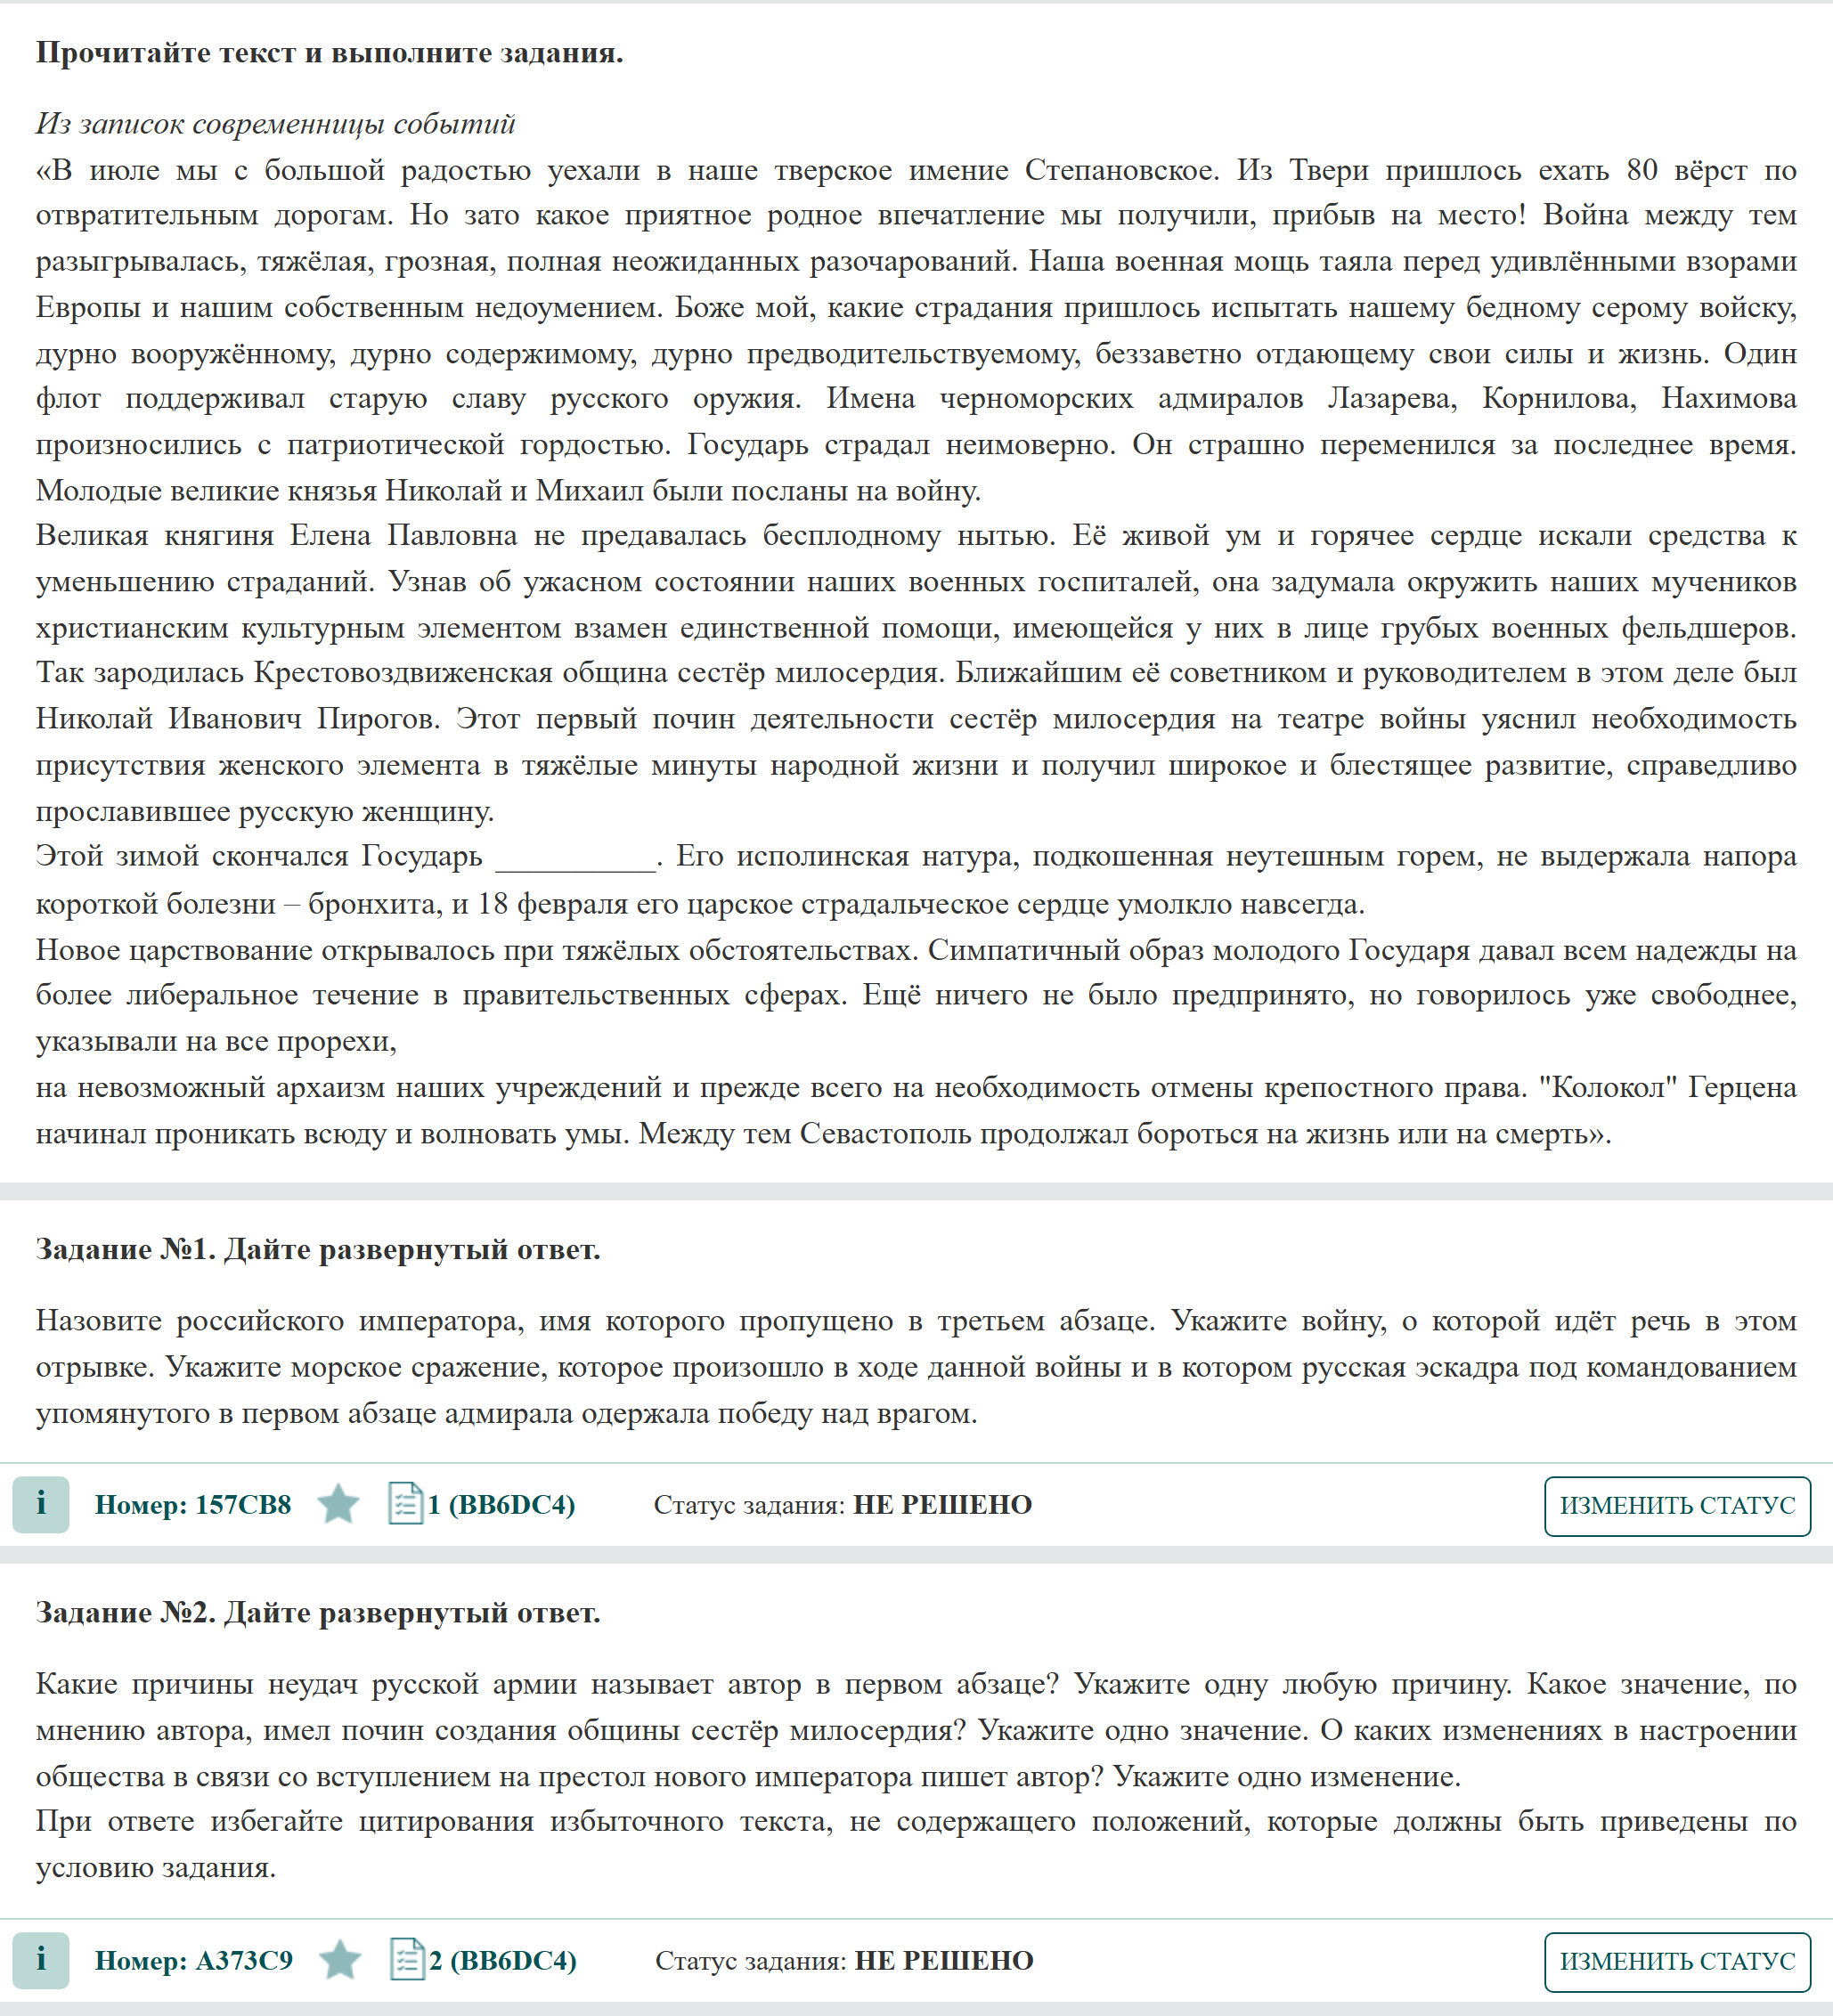 Прочитайте текст и выполните задания.
Из записок современницы событий
«В июле мы с большой радостью уехали в наше тверское имение Степановское. Из Твери пришлось ехать 80 вёрст по
отвратительным дорогам. Но зато какое приятное родное впечатление мы получили, прибыв на место! Война между тем
разыгрывалась, тяжёлая, грозная, полная неожиданных разочарований. Наша военная мощь таяла перед удивлёнными взорами
Европы и нашим собственным недоумением. Боже мой, какие страдания пришлось испытать нашему бедному серому войску,
дурно вооружённому, дурно содержимому, дурно предводительствуемому, беззаветно отдающему свои силы и жизнь. Один
флот поддерживал старую славу русского оружия. Имена черноморских адмиралов Лазарева, Корнилова, Нахимова
произносились с патриотической гордостью. Государь страдал неимоверно. Он страшно переменился за последнее время.
Молодые великие князья Николай и Михаил были посланы на войну.
Великая княгиня Елена Павловна не предавалась бесплодному нытью. Её живой ум и горячее сердце искали средства к
уменьшению страданий. Узнав об ужасном состоянии наших военных госпиталей, она задумала окружить наших мучеников
христианским культурным элементом взамен единственной помощи, имеющейся у них в лице грубых военных фельдшеров.
Так зародилась Крестовоздвиженская община сестёр милосердия. Ближайшим её советником и руководителем в этом деле был
Николай Иванович Пирогов. Этот первый почин деятельности сестёр милосердия на театре войны уяснил необходимость
присутствия женского элемента в тяжёлые минуты народной жизни и получил широкое и блестящее развитие, справедливо
прославившее русскую женщину.
Этой зимой скончался Государь __________. Его исполинская натура, подкошенная неутешным горем, не выдержала напора
короткой болезни – бронхита, и 18 февраля его царское страдальческое сердце умолкло навсегда.
Новое царствование открывалось при тяжёлых обстоятельствах. Симпатичный образ молодого Государя давал всем надежды на
более либеральное течение в правительственных сферах. Ещё ничего не было предпринято, но говорилось уже свободнее,
указывали на все прорехи,
на невозможный архаизм наших учреждений и прежде всего на необходимость отмены крепостного права. "Колокол" Герцена
начинал проникать всюду и волновать умы. Между тем Севастополь продолжал бороться на жизнь или на смерть».
Задание №1. Дайте развернутый ответ.
Назовите российского императора, имя которого пропущено в третьем абзаце. Укажите войну, о которой идёт речь в этом
отрывке. Укажите морское сражение, которое произошло в ходе данной войны и в котором русская эскадра под командованием
упомянутого в первом абзаце адмирала одержала победу над врагом.
i Номер: 157CB8 1 (BB6DC4) Статус задания: НЕ РЕШЕНО ИЗМЕНИТЬ СТАТУС
Задание №2. Дайте развернутый ответ.
Какие причины неудач русской армии называет автор в первом абзаце? Укажите одну любую причину. Какое значение, по
мнению автора, имел почин создания общины сестёр милосердия? Укажите одно значение. О каких изменениях в настроении
общества в связи со вступлением на престол нового императора пишет автор? Укажите одно изменение.
При ответе избегайте цитирования избыточного текста, не содержащего положений, которые должны быть приведены по
условию задания.
i Номер: A373C9 2 (BB6DC4) Статус задания: НЕ РЕШЕНО ИЗМЕНИТЬ СТАТУС